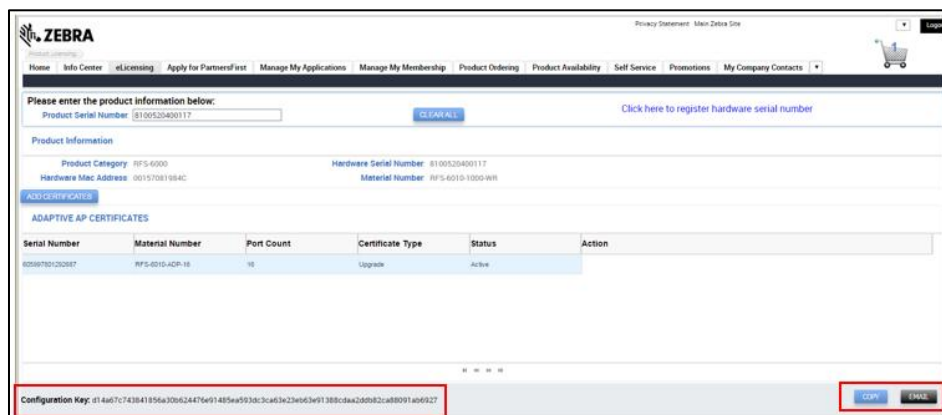 Privacy Statement Main Zebra Site
Logo
ZEBRA
Product Licensing
1
Home Info Center eLicensing Apply for PartnersFirst Manage My Applications Manage My Membership Product Ordering Product Availability Self Service Promotions My Company Contacts
Please enter the product information below:
Product Serial Number 8100520400117 CLEAR ALL Click here to register hardware serial number
Product Information
Product Category RFS-6000 Hardware Serial Number 8100520400117
Hardware Mac Address 00157081984C Material Number RFS-6010-1000-WR
ADD CERTIFICATES
ADAPTIVE AP CERTIFICATES
Serial Number Material Number Port Count Certificate Type Status Action
RFS-6010-ADP-16 16 Upgrade Active
Configuration Key: d14a67c743841856a30b624476e91485ea593dc3ca63e23eb63e91388cdaa2ddb82ca88091ab6927 COPY EMAIL